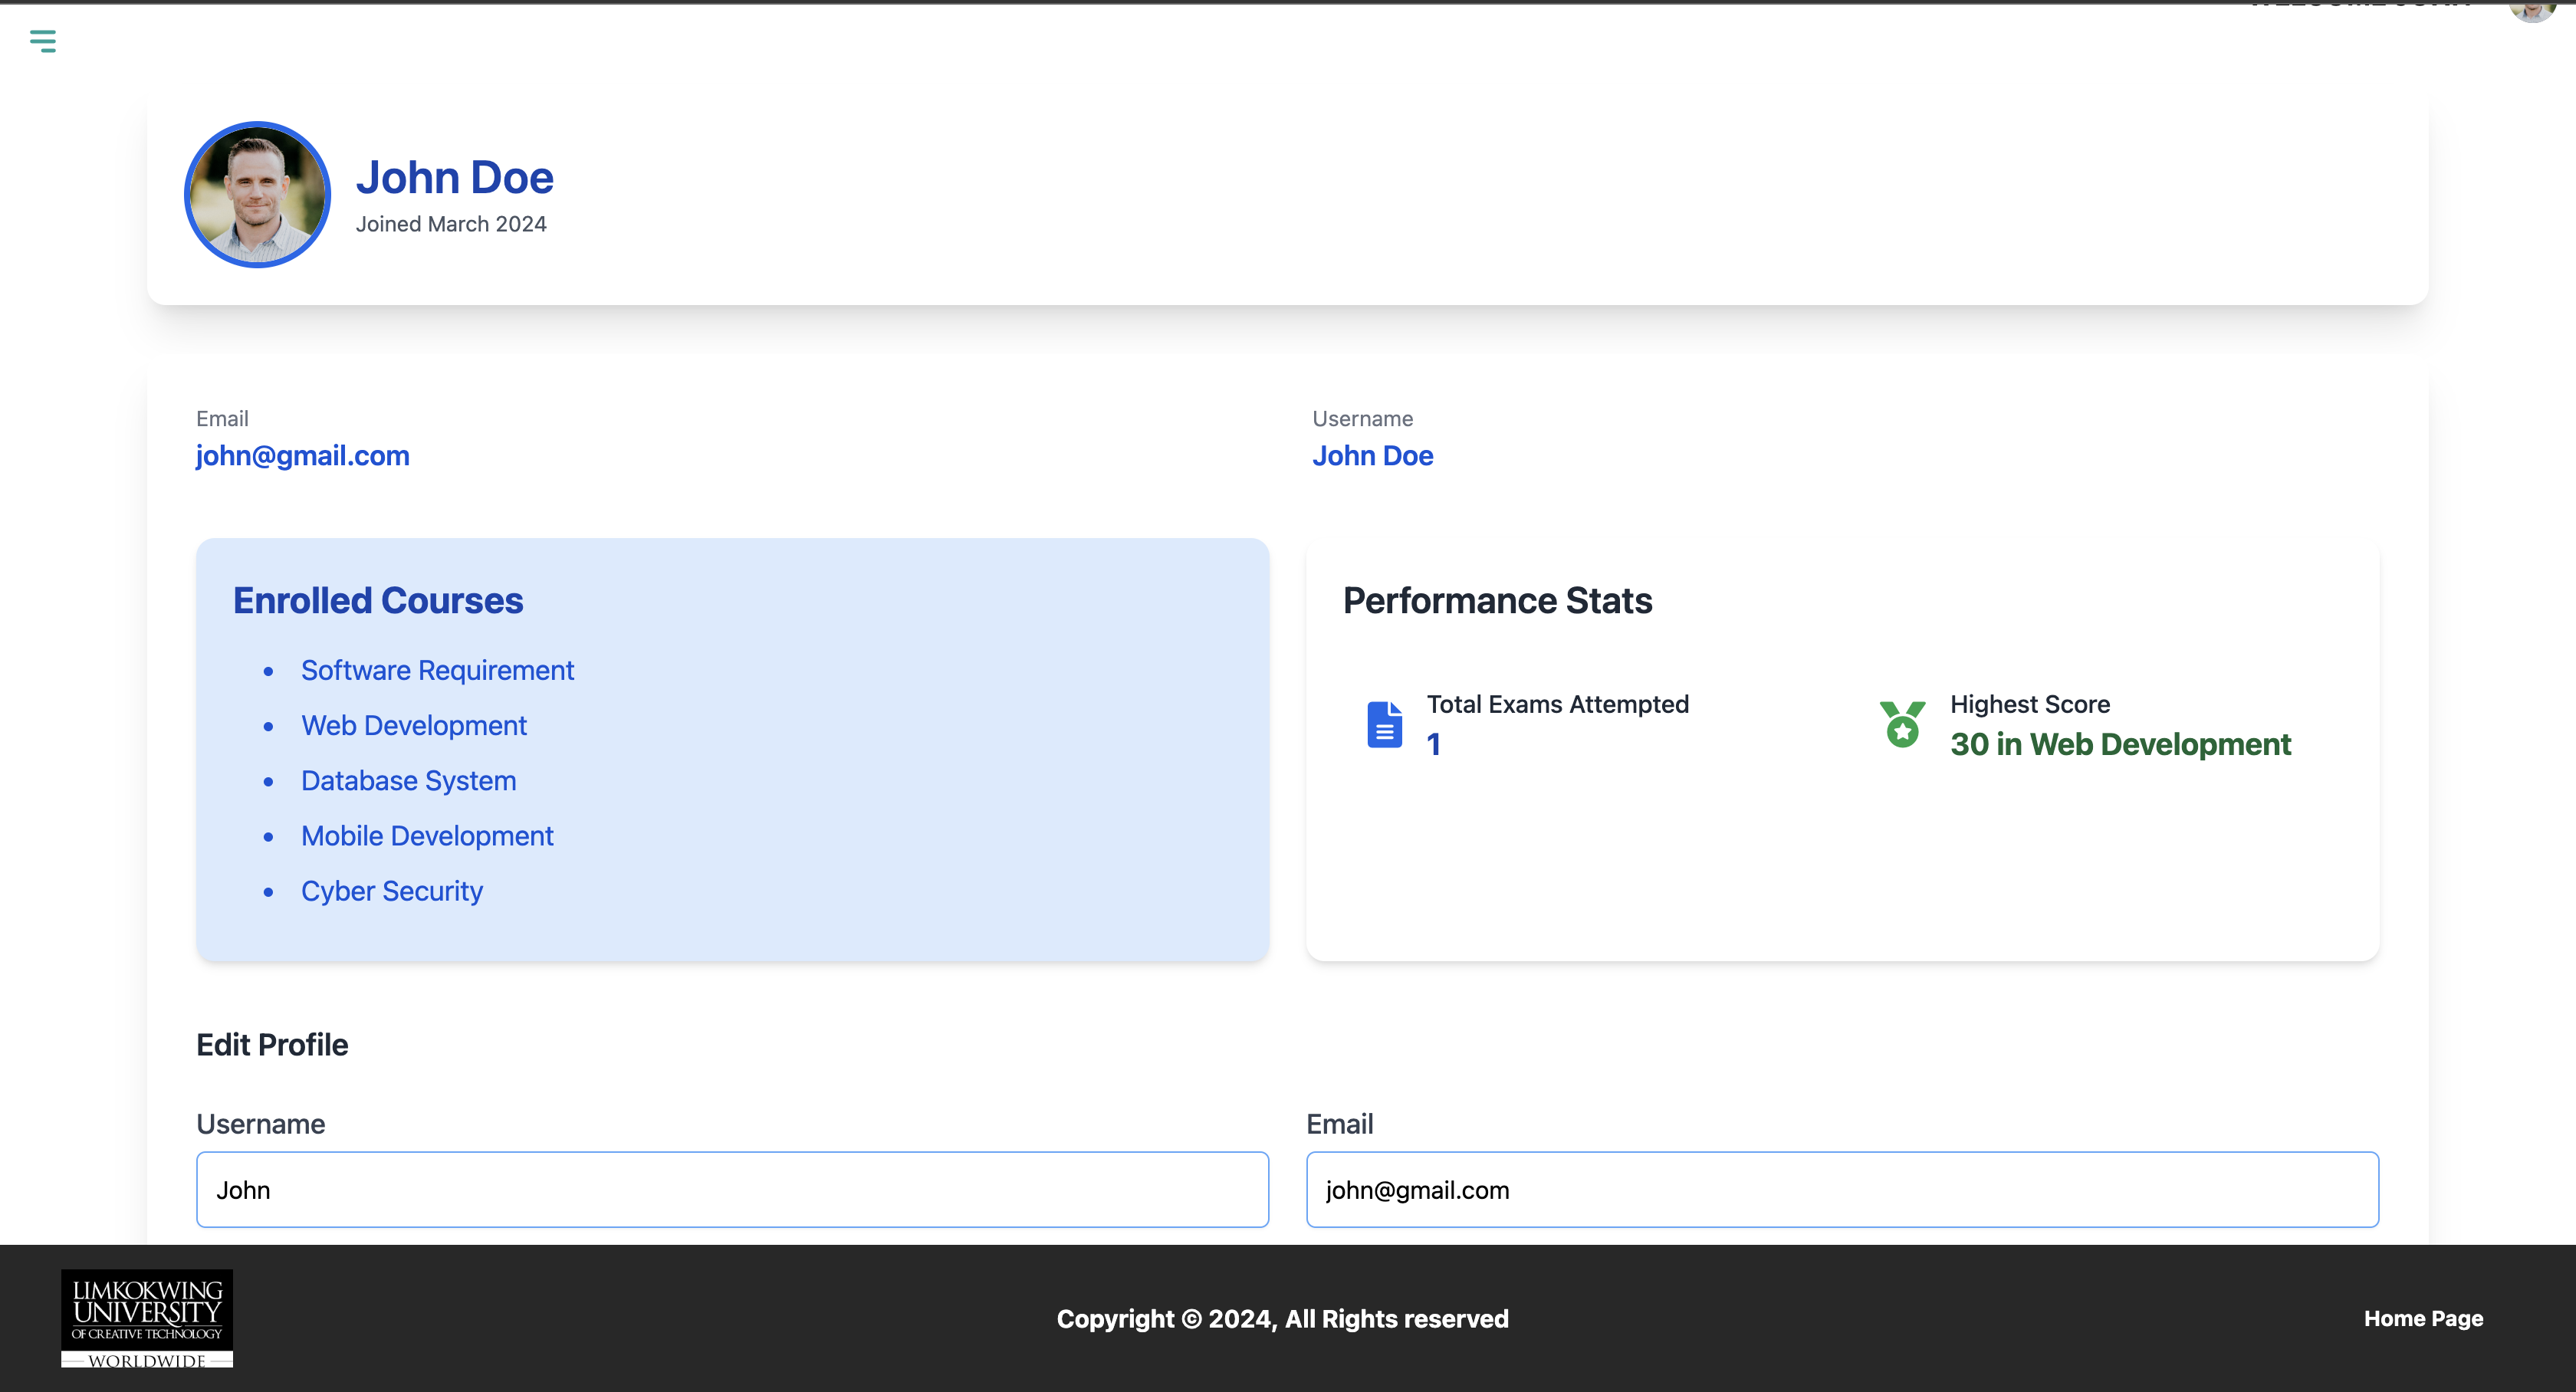 John Doe
Joined March 2024
Email
john@gmail.com
Username
John Doe
Enrolled Courses
Software Requirement
Web Development
Database System
Mobile Development
Cyber Security
Performance Stats
Total Exams Attempted
1
Highest Score
30 in Web Development
Edit Profile
Username
John
Email
john@gmail.com
LIMKOKWING
UNIVERSITY
OF CREATIVE TECHNOLOGY
WORLDWIDE
Copyright © 2024, All Rights reserved
Home Page